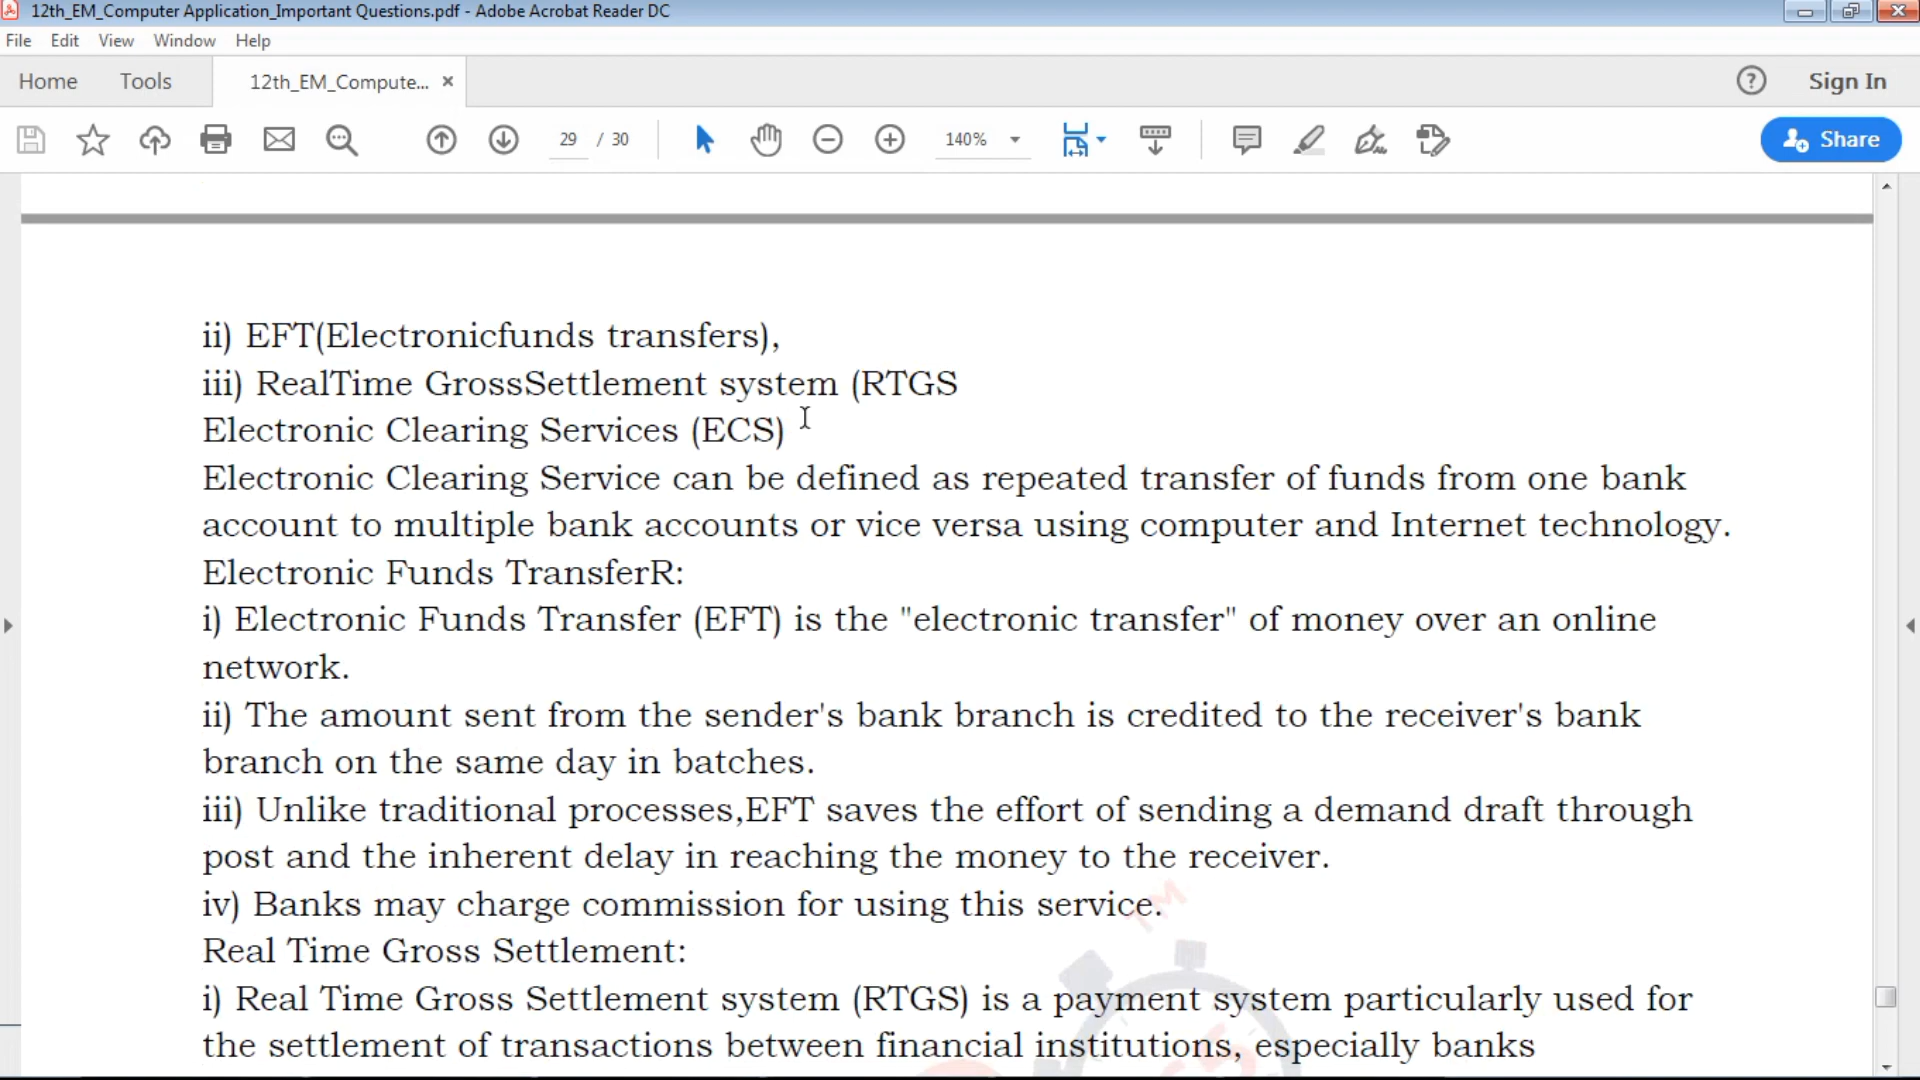 12th_EM_Computer Application_Important Questions.pdf - Adobe Acrobat Reader DC
File Edit View Window Help
Home Tools 12th_EM_Compute... × Sign In
29 / 30 140% Share
ii) EFT(Electronicfunds transfers),
iii) RealTime GrossSettlement system (RTGS
Electronic Clearing Services (ECS)
Electronic Clearing Service can be defined as repeated transfer of funds from one bank
account to multiple bank accounts or vice versa using computer and Internet technology.
Electronic Funds TransferR:
i) Electronic Funds Transfer (EFT) is the "electronic transfer" of money over an online
network.
ii) The amount sent from the sender's bank branch is credited to the receiver's bank
branch on the same day in batches.
iii) Unlike traditional processes,EFT saves the effort of sending a demand draft through
post and the inherent delay in reaching the money to the receiver.
iv) Banks may charge commission for using this service.
TM
Real Time Gross Settlement:
i) Real Time Gross Settlement system (RTGS) is a payment system particularly used for
the settlement of transactions between financial institutions, especially banks